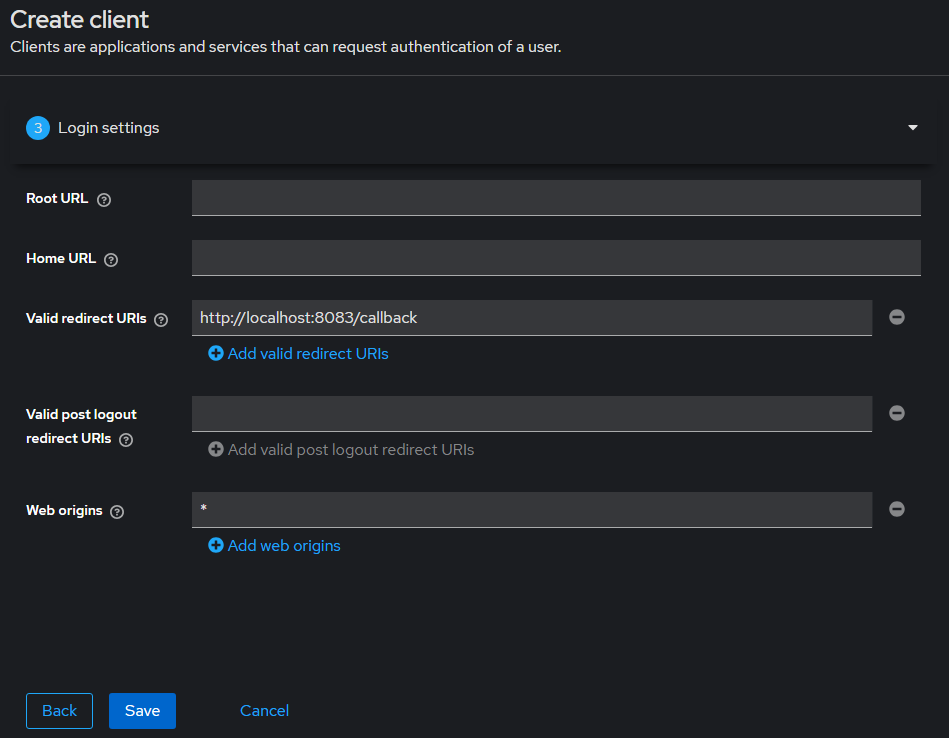 Create client
Clients are applications and services that can request authentication of a user.
3 Login settings
Root URL ?
Home URL ?
Valid redirect URIs ? http://localhost:8083/callback
Add valid redirect URIs
Valid post logout
redirect URIs ?
Add valid post logout redirect URIs
Web origins ? *
Add web origins
Back Save Cancel